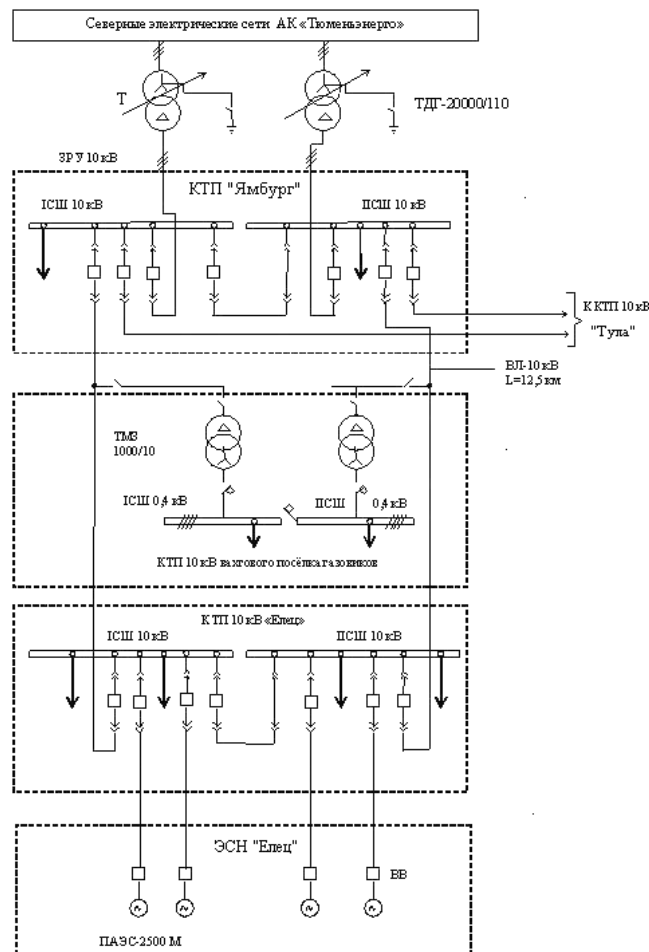 Северные электрические сети АК «Тюменьэнерго»
Т
ТДГ-20000/110
ЗРУ 10 кВ
КТП "Ямбург"
IСШ 10 кВ
IIСШ 10 кВ
К КТП 10 кВ
"Тула"
ВЛ-10 кВ
L=12,5 км
ТМЗ
1000/10
IСШ 0,4 кВ
IIСШ 0,4 кВ
КТП 10 кВ вахтового посёлка газовиков
КТП 10 кВ «Елец»
IСШ 10 кВ
IIСШ 10 кВ
ЭСН "Елец"
ВВ
ПАЭС-2500 М